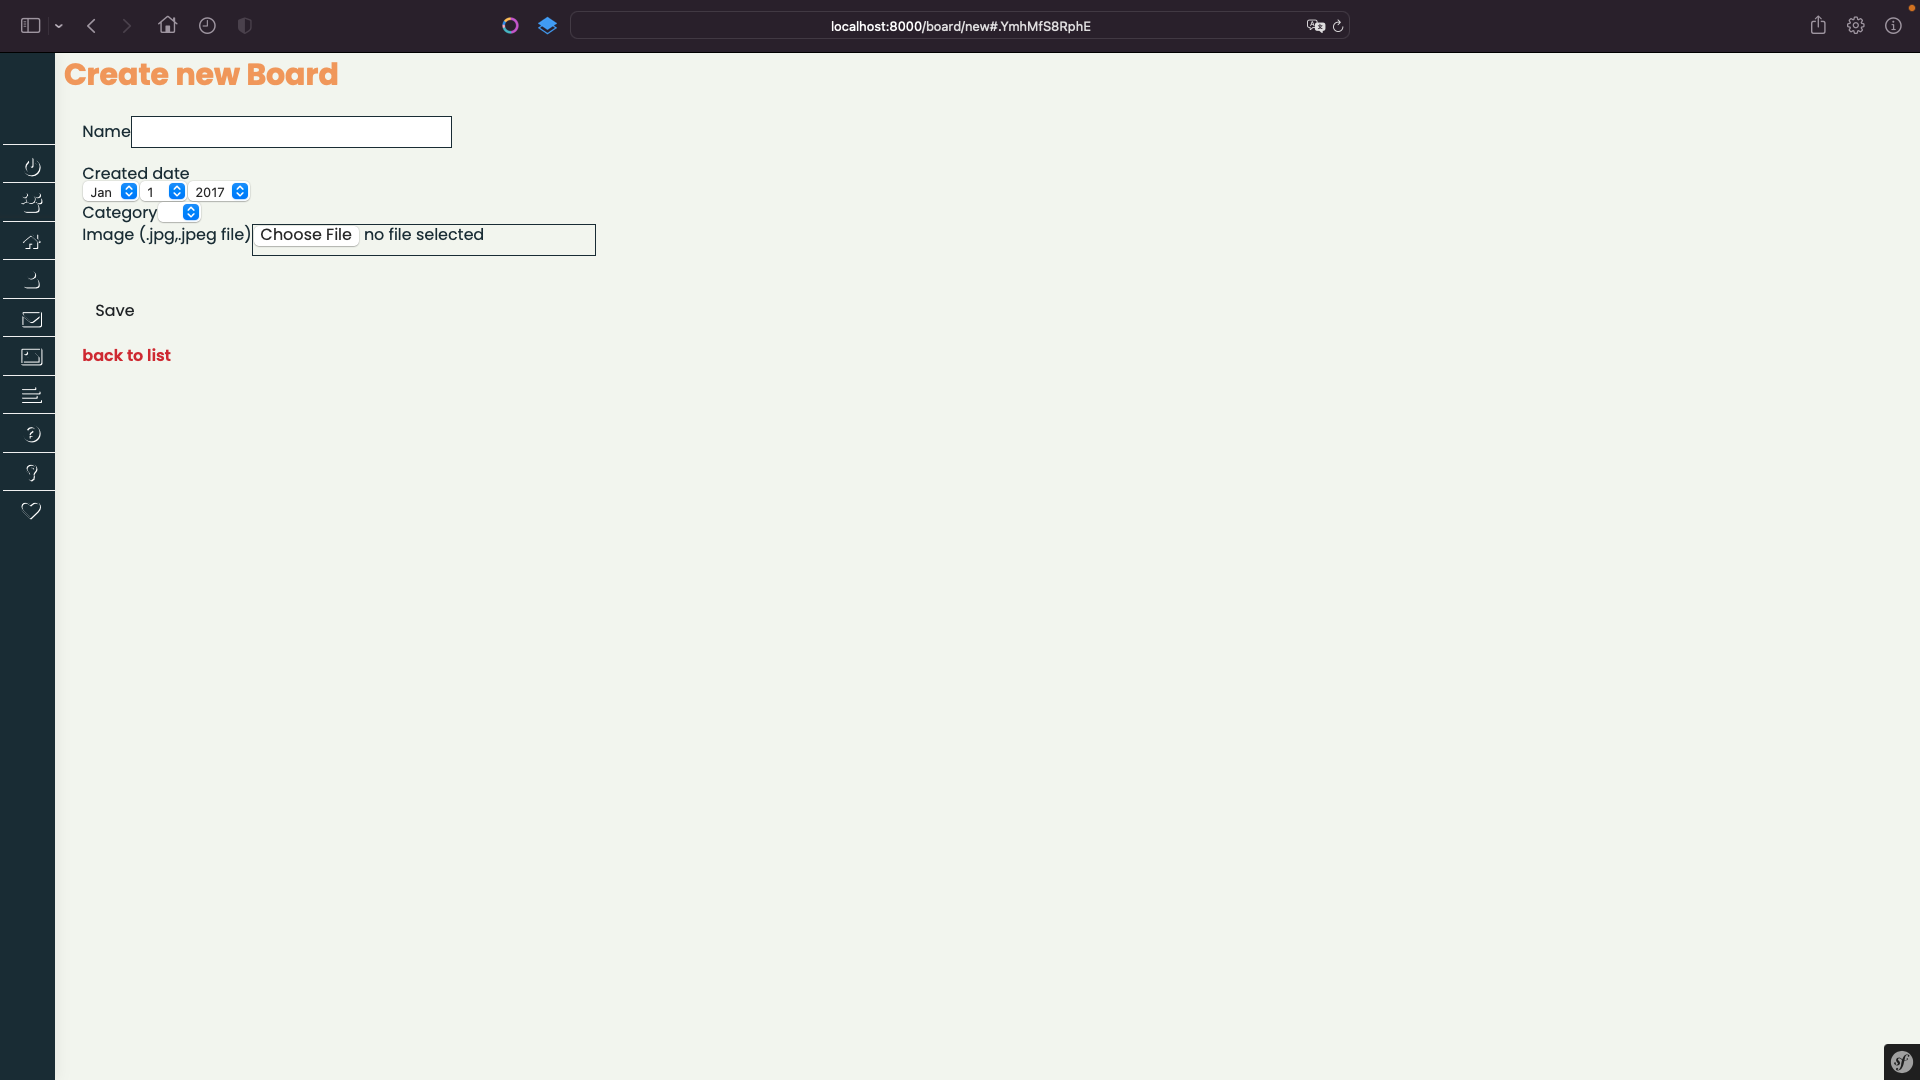 localhost:8000/board/new#.YmhMfS8RphE
Create new Board
Name
Created date
Jan 1 2017
Category
Image (.jpg,.jpeg file) Choose File no file selected
Save
back to list
sf